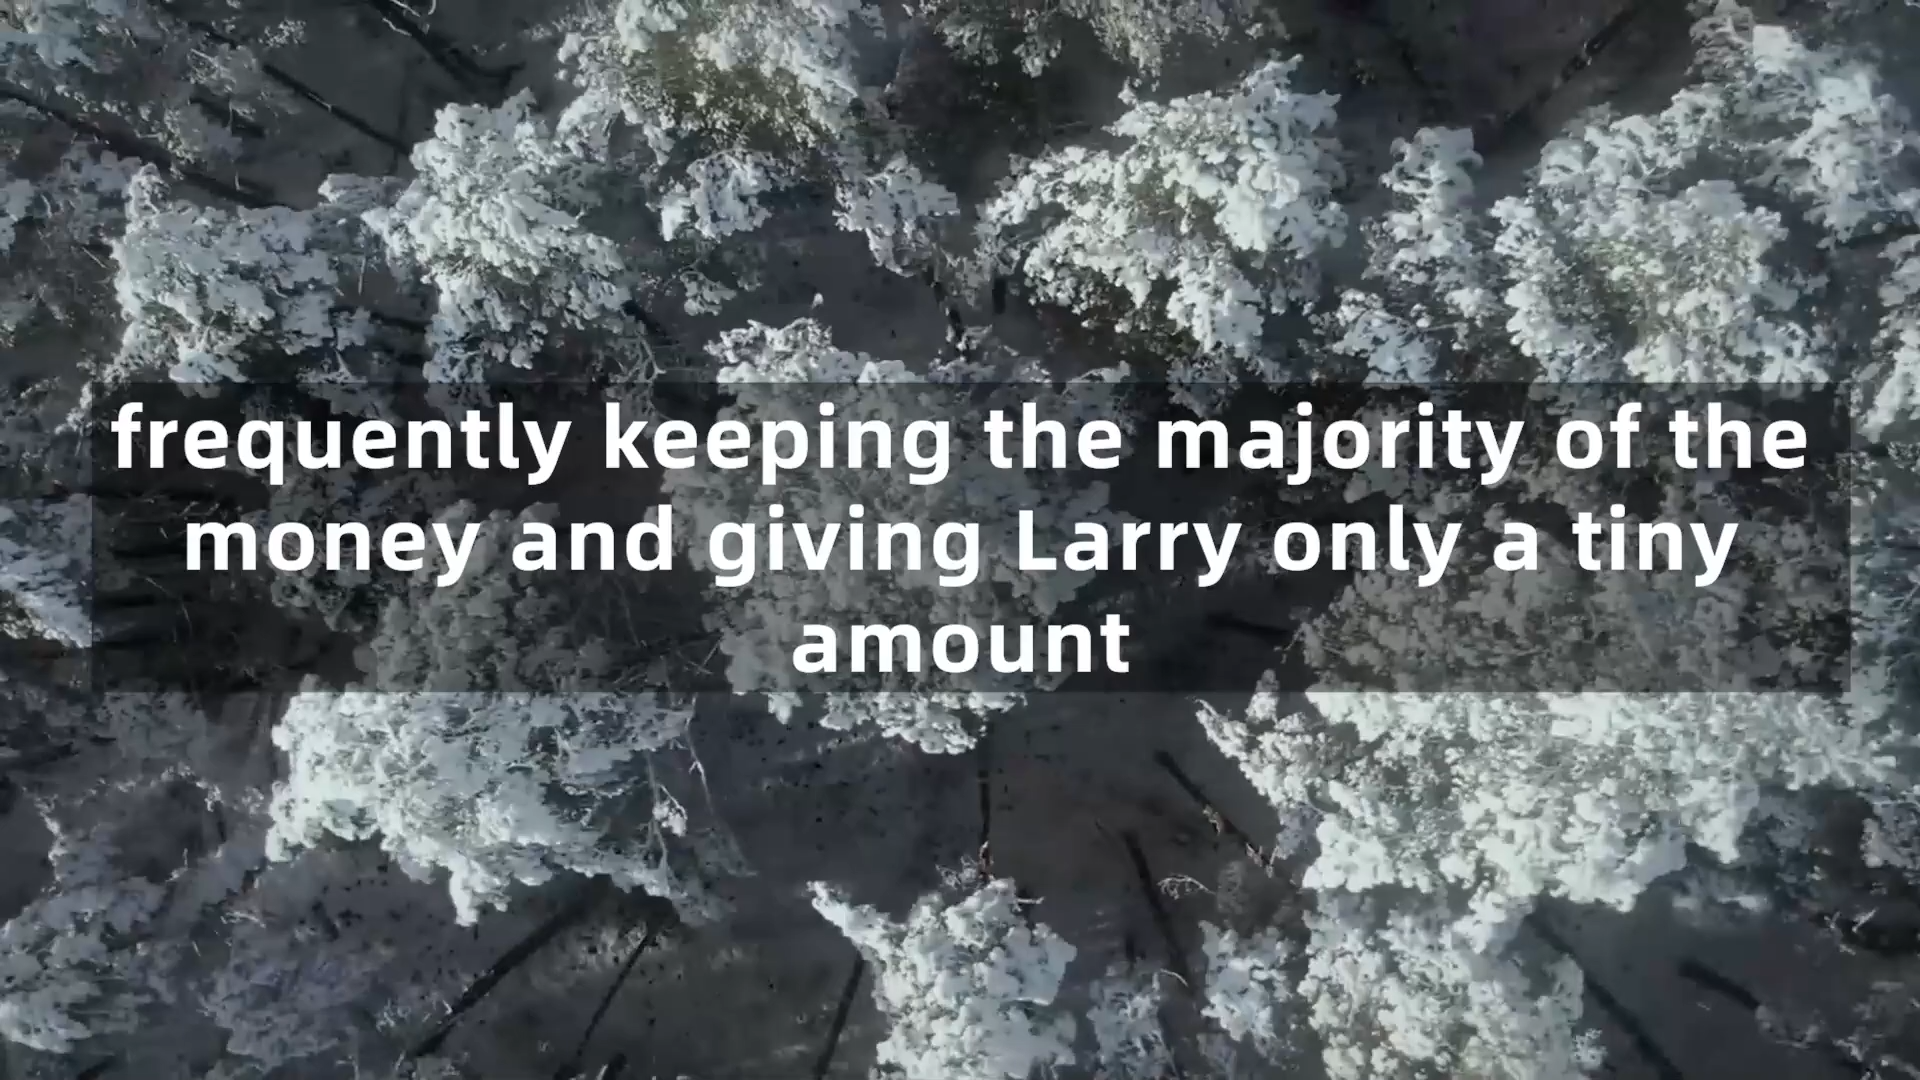 frequently keeping the majority of the
money and giving Larry only a tiny
amount